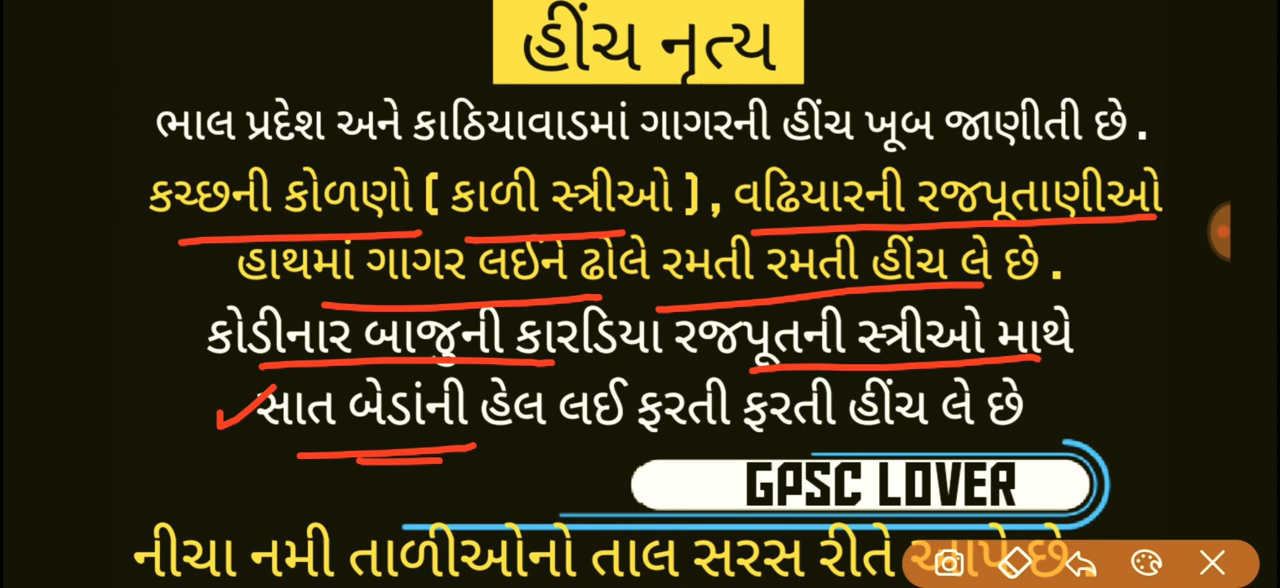 હીંચ નૃત્ય
ભાલ પ્રદેશ અને કાઠિયાવાડમાં ગાગરની હીંચ ખૂબ જાણીતી છે .
કચ્છની કોળણો [ કાળી સ્ત્રીઓ ] , વઢિયારની રજપૂતાણીઓ
હાથમાં ગાગર લઈને ઢોલે રમતી રમતી હીંચ લે છે .
કોડીનાર બાજુની કારડિયા રજપૂતની સ્ત્રીઓ માથે
સાત બેડાંની હેલ લઈ ફરતી ફરતી હીંચ લે છે
GPSC LOVER
નીચા નમી તાળીઓનો તાલ સરસ રીતે આપે છે